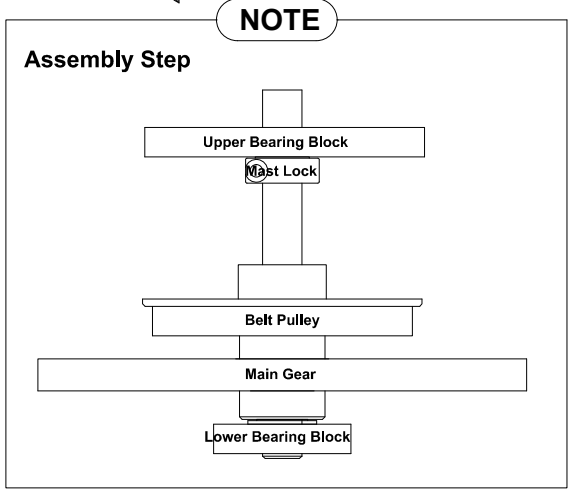 NOTE
Assembly Step
Upper Bearing Block
Mast Lock
Belt Pulley
Main Gear
Lower Bearing Block